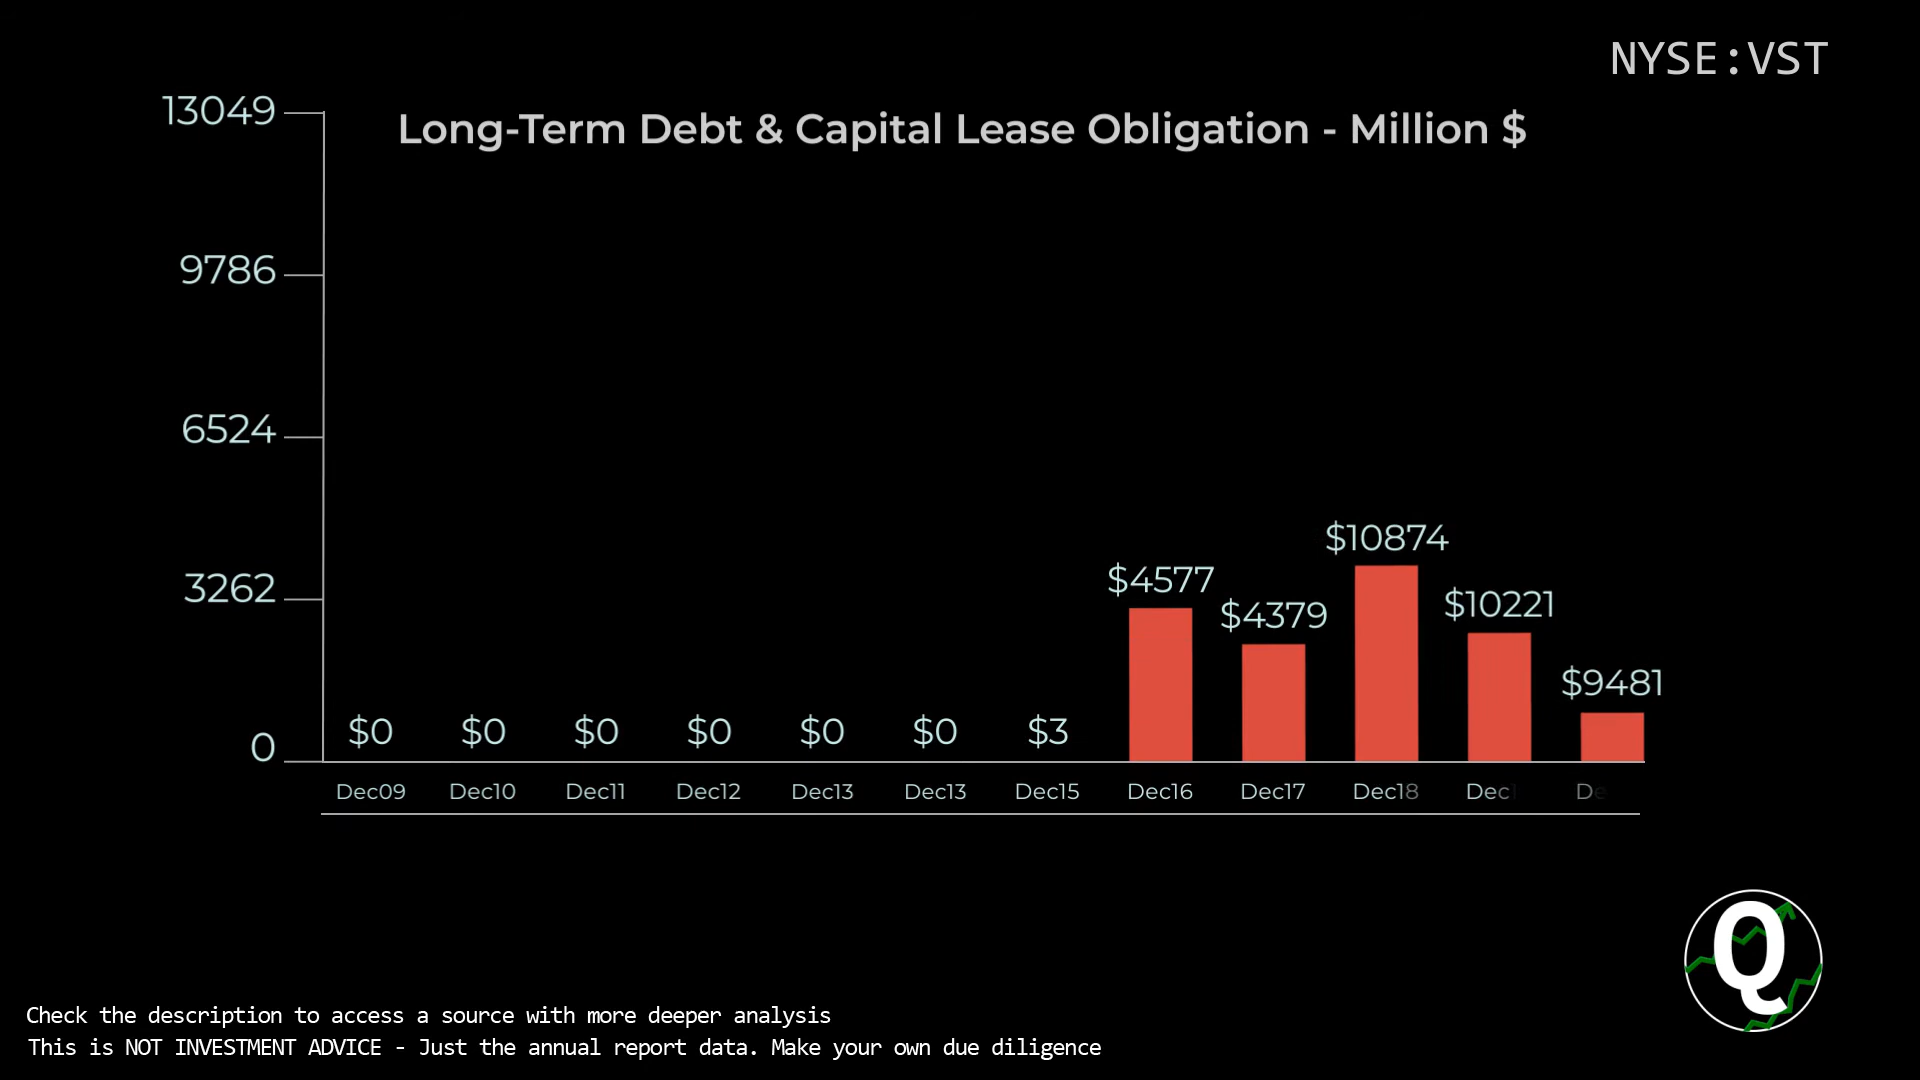 NYSE:VST
Long-Term Debt & Capital Lease Obligation - Million $
13049
9786
6524
3262
0
$0 $0 $0 $0 $0 $0 $3 $4577 $4379 $10874 $10221 $9481
Dec09 Dec10 Dec11 Dec12 Dec13 Dec13 Dec15 Dec16 Dec17 Dec18 Dec1 De
Q
Check the description to access a source with more deeper analysis
This is NOT INVESTMENT ADVICE - Just the annual report data. Make your own due diligence